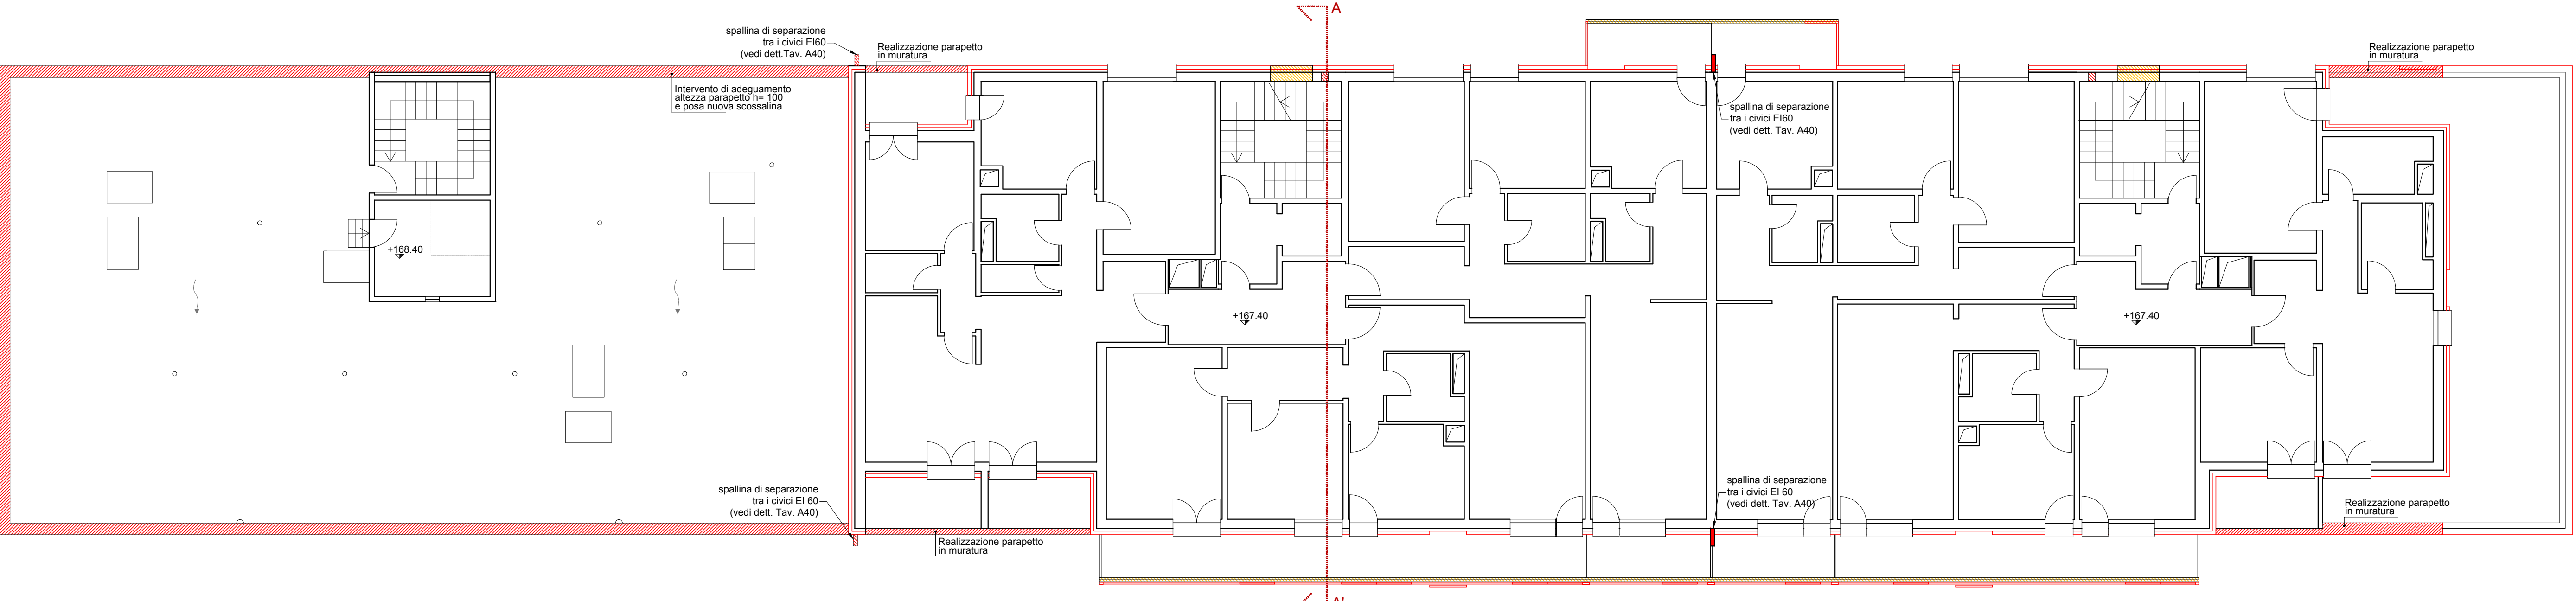 A
spallina di separazione
tra i civici EI60
(vedi dett.Tav. A40)
Realizzazione parapetto
in muratura
Realizzazione parapetto
in muratura
Intervento di adeguamento
altezza parapetto h= 100
e posa nuova scossalina
spallina di separazione
tra i civici EI60
(vedi dett. Tav. A40)
+168.40
+167.40
+167.40
spallina di separazione
tra i civici EI 60
(vedi dett. Tav. A40)
spallina di separazione
tra i civici EI 60
(vedi dett. Tav. A40)
Realizzazione parapetto
in muratura
Realizzazione parapetto
in muratura
A'